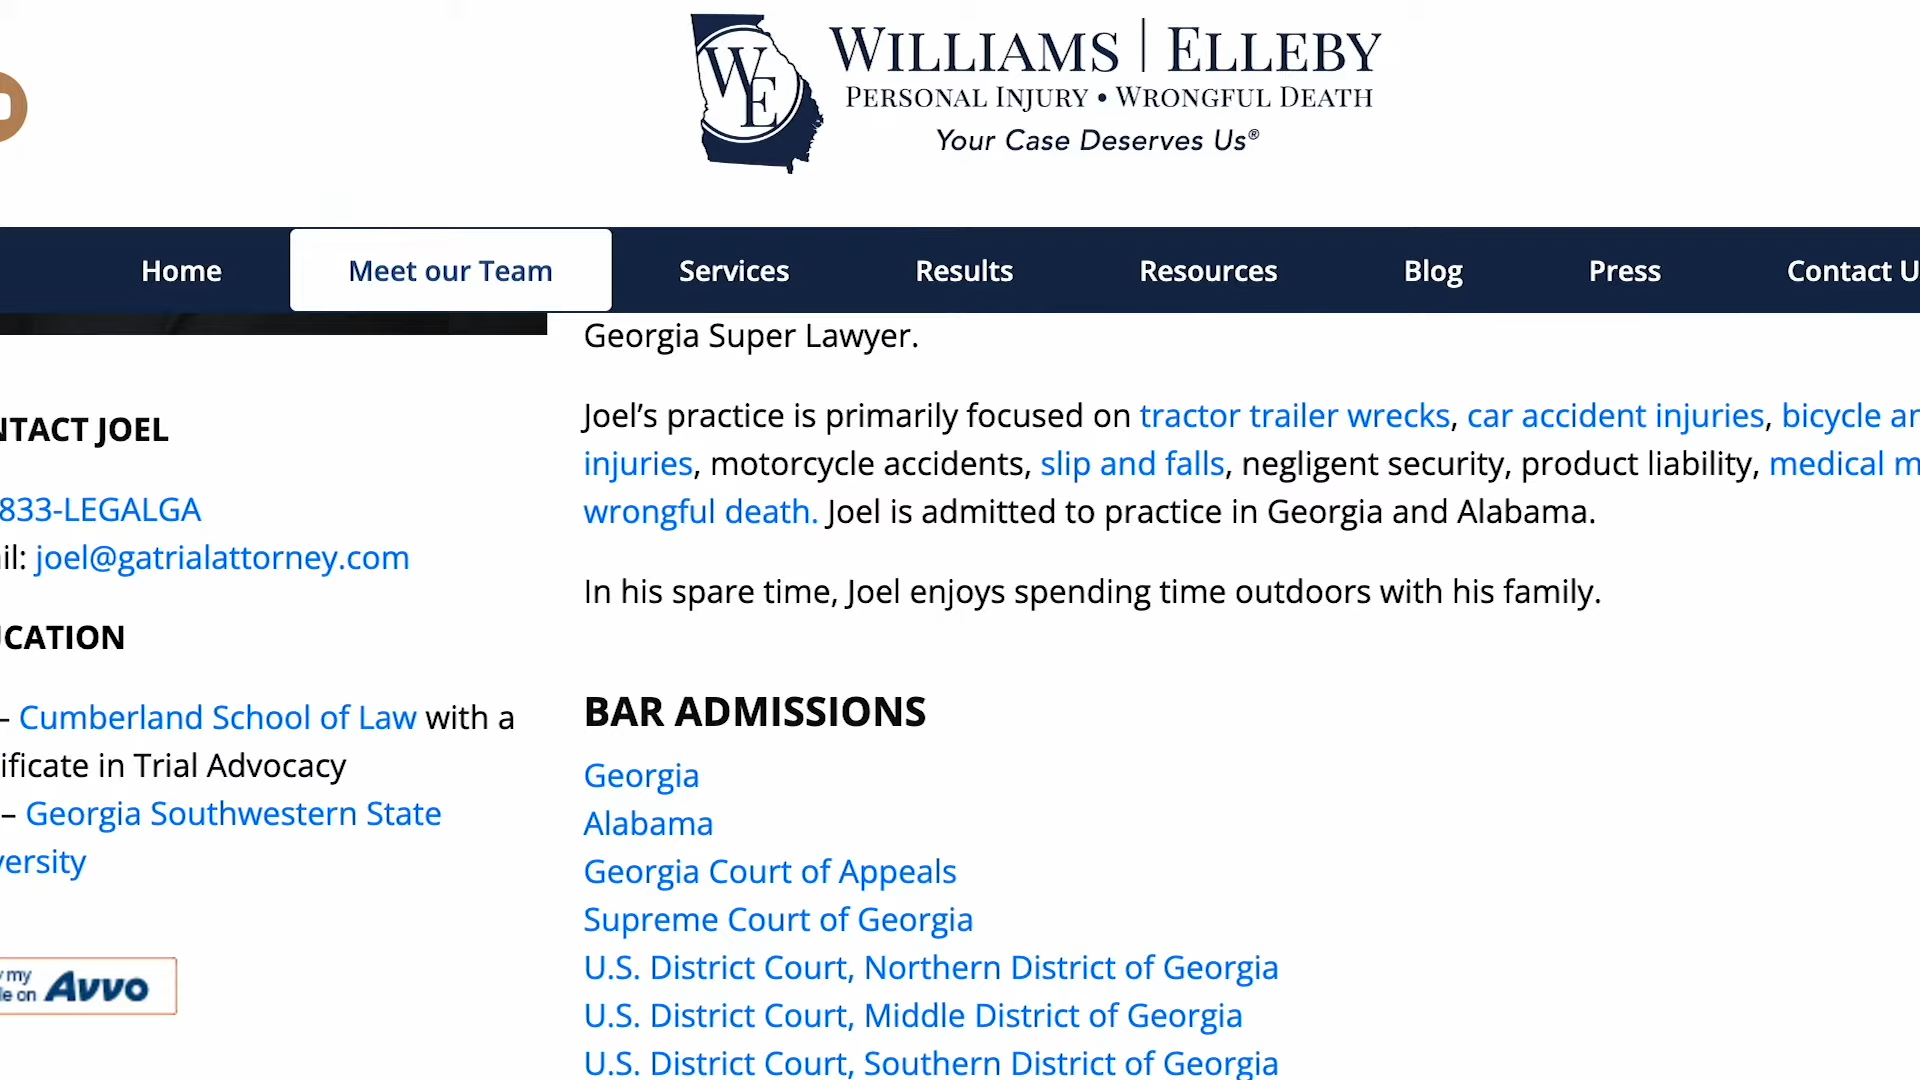 WE
WILLIAMS | ELLEBY
PERSONAL INJURY • WRONGFUL DEATH
Your Case Deserves Us®
Home Meet our Team Services Results Resources Blog Press Contact U
Georgia Super Lawyer.
Joel’s practice is primarily focused on tractor trailer wrecks, car accident injuries, bicycle
injuries, motorcycle accidents, slip and falls, negligent security, product liability, medical
wrongful death. Joel is admitted to practice in Georgia and Alabama.
In his spare time, Joel enjoys spending time outdoors with his family.
BAR ADMISSIONS
Georgia
Alabama
Georgia Court of Appeals
Supreme Court of Georgia
U.S. District Court, Northern District of Georgia
U.S. District Court, Middle District of Georgia
U.S. District Court, Southern District of Georgia
NTACT JOEL
833-LEGALGA
il: joel@gatrialattorney.com
CATION
– Cumberland School of Law with a
ificate in Trial Advocacy
– Georgia Southwestern State
versity
my
le on Avvo